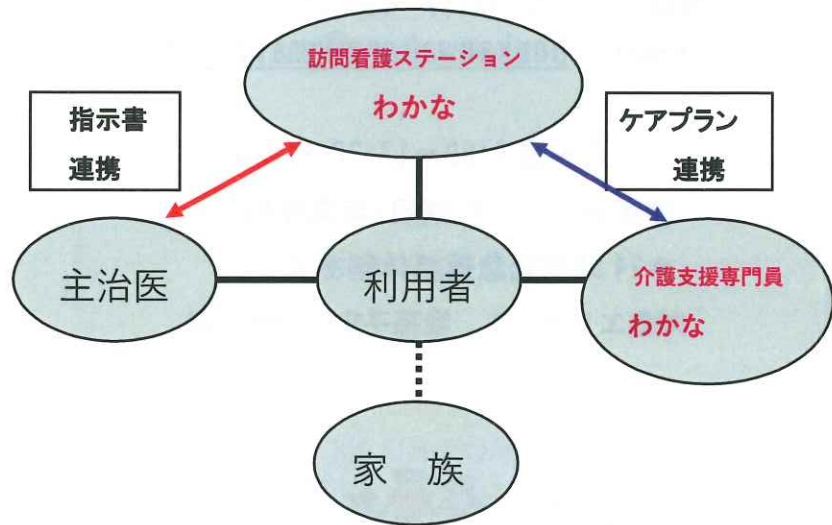 訪問看護ステーション
わかな
指示書
連携
ケアプラン
連携
主治医
利用者
介護支援専門員
わかな
家　族